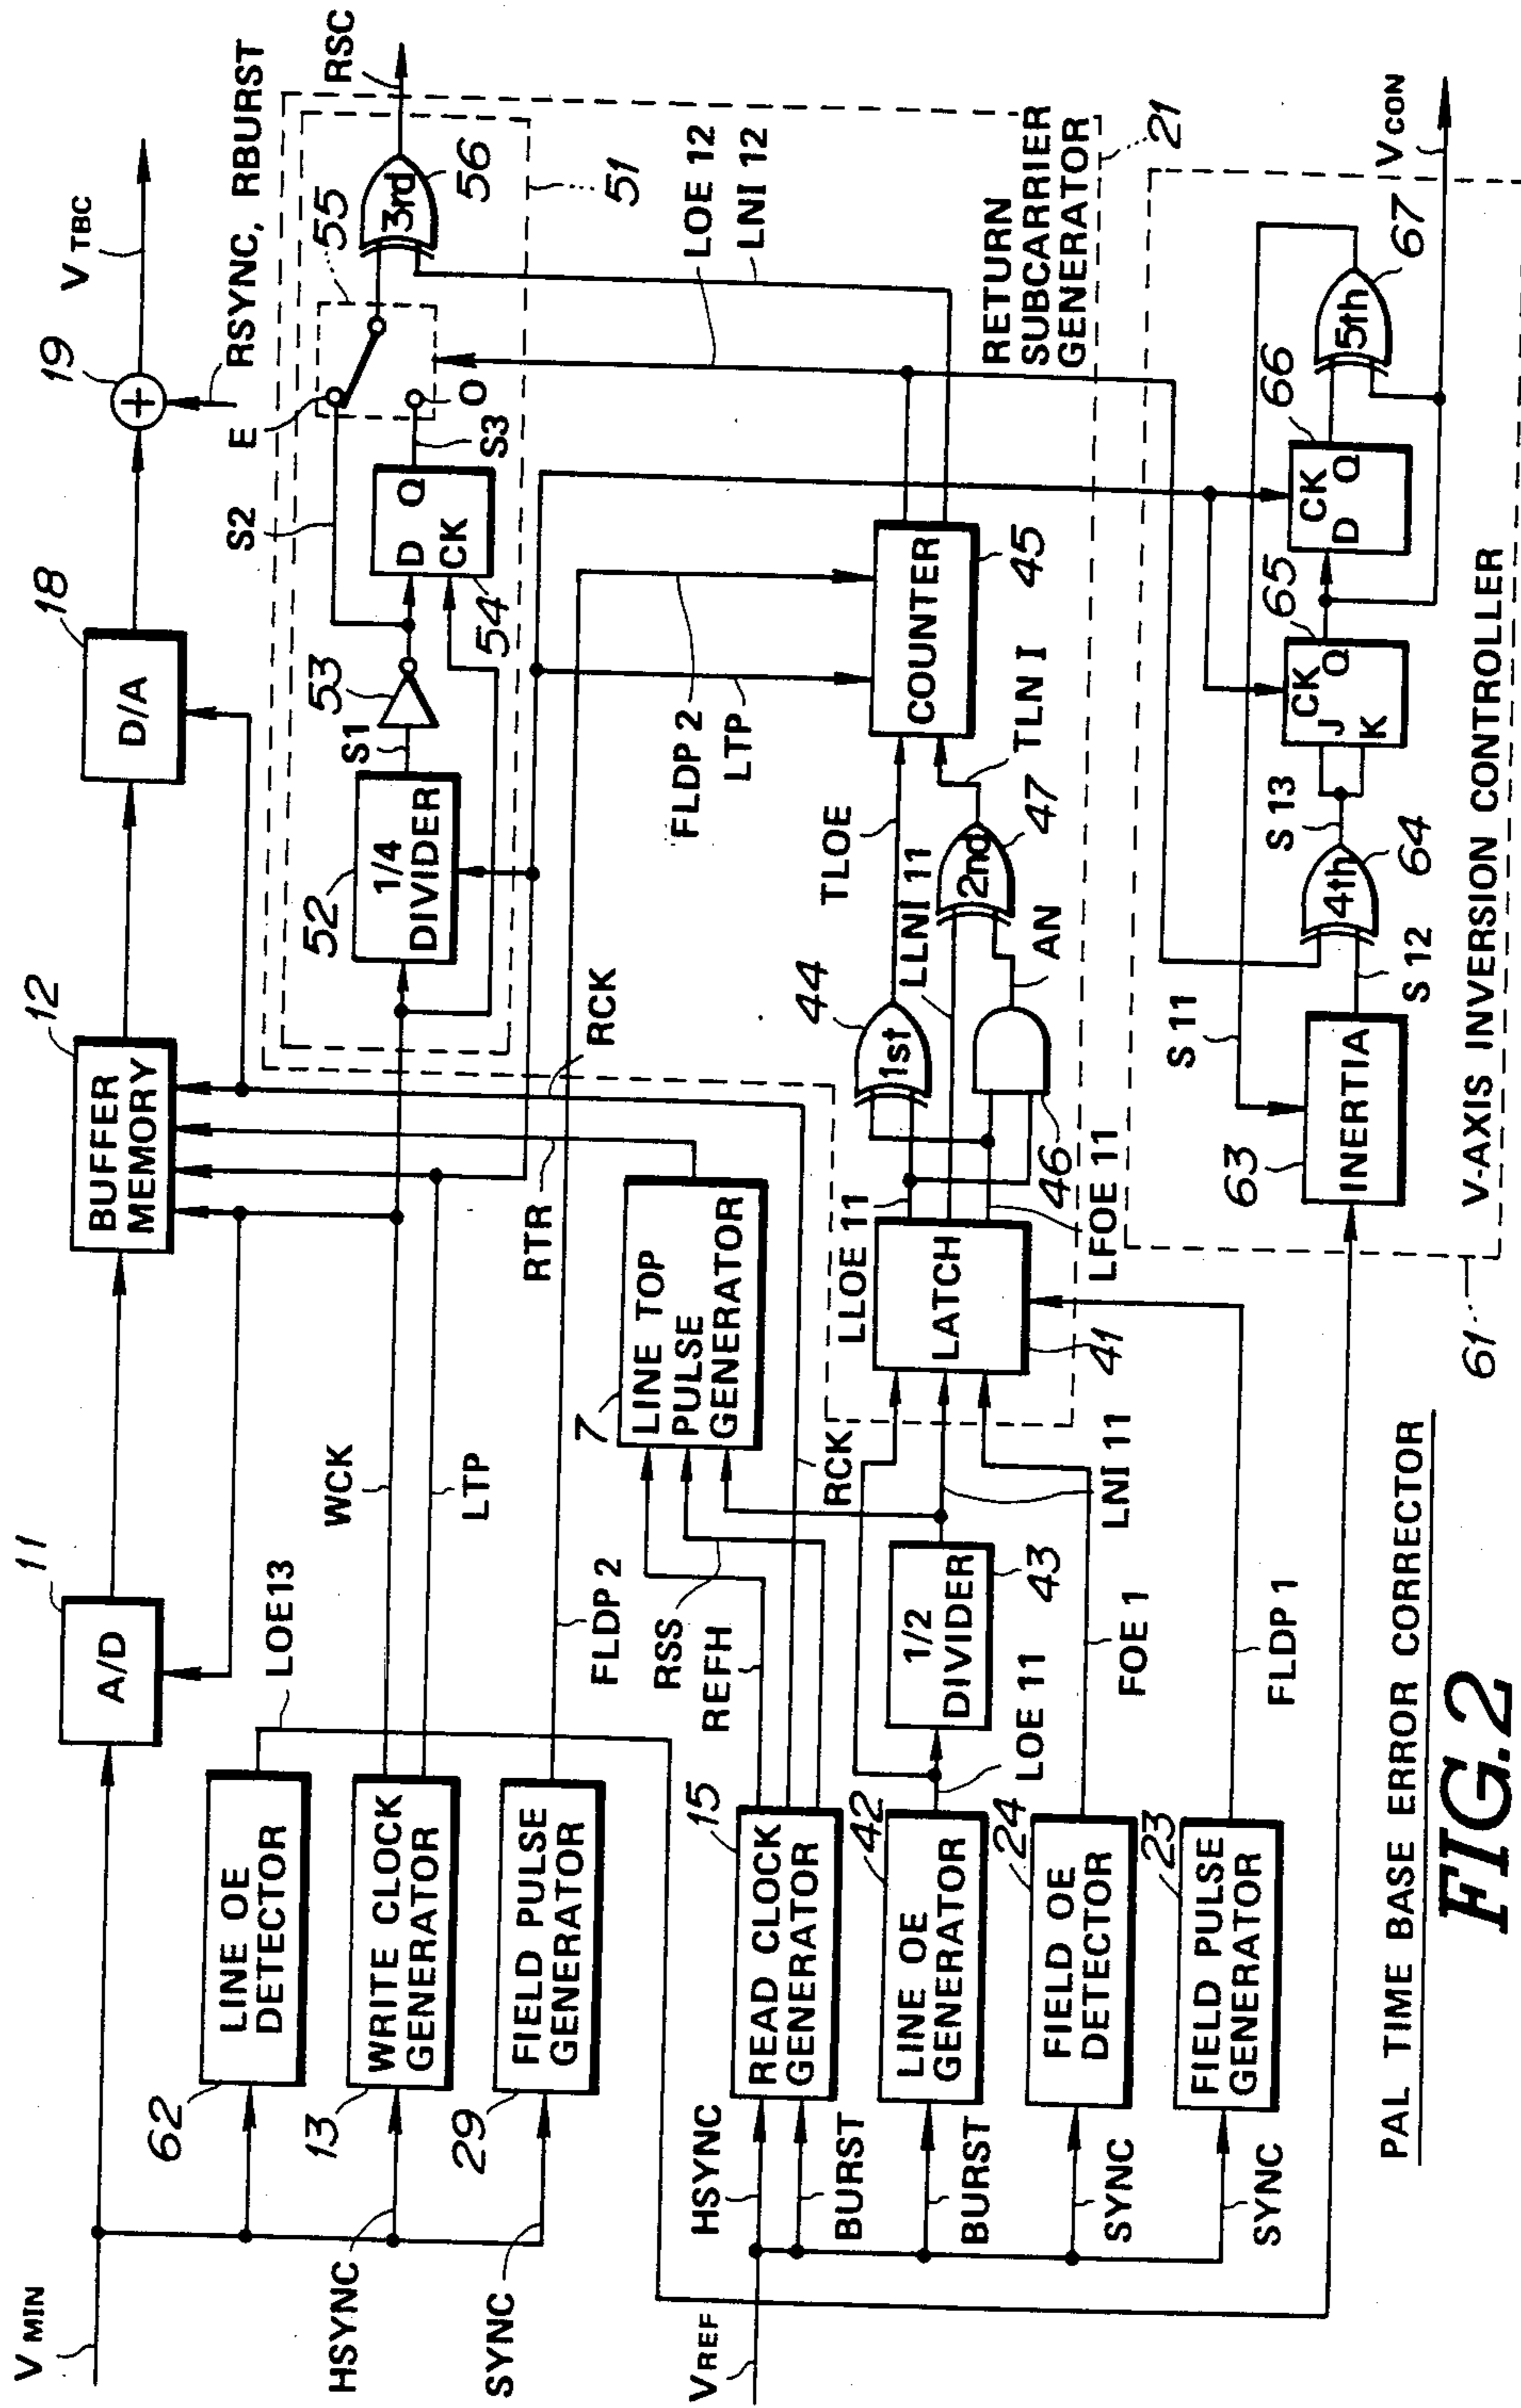 V MIN
HSYNC
SYNC
62
LINE OE
DETECTOR
LOE13
13
WRITE CLOCK
GENERATOR
WCK
LTP
29
FIELD PULSE
GENERATOR
FLDP 2
11
A/D
12
BUFFER
MEMORY
18
D/A
19
+
V TBC
RSYNC, RBURST
RTR
RCK
52
1/4
DIVIDER
S1
53
S2
D Q
CK
54
S3
E
O
55
3rd
56
RSC
51
V REF
HSYNC
BURST
BURST
SYNC
SYNC
15
READ CLOCK
GENERATOR
RSS
REFH
RCK
7
LINE TOP
PULSE
GENERATOR
42
LINE OE
GENERATOR
LOE 11
1/2
DIVIDER
43
LNI 11
24
FIELD OE
DETECTOR
FOE 1
23
FIELD PULSE
GENERATOR
FLDP 1
LATCH
41
LLOE 11
LFOE 11
44
1st
46
LLNI 11
AN
2nd
47
TLOE
TLN I
FLDP 2
LTP
COUNTER
45
LOE 12
LNI 12
RETURN
SUBCARRIER
GENERATOR
21
61
63
INERTIA
S 11
S 12
4th
64
S 13
CK
J Q
K
65
CK
D Q
66
5th
67
V CON
V-AXIS INVERSION CONTROLLER
PAL TIME BASE ERROR CORRECTOR
FIG.2